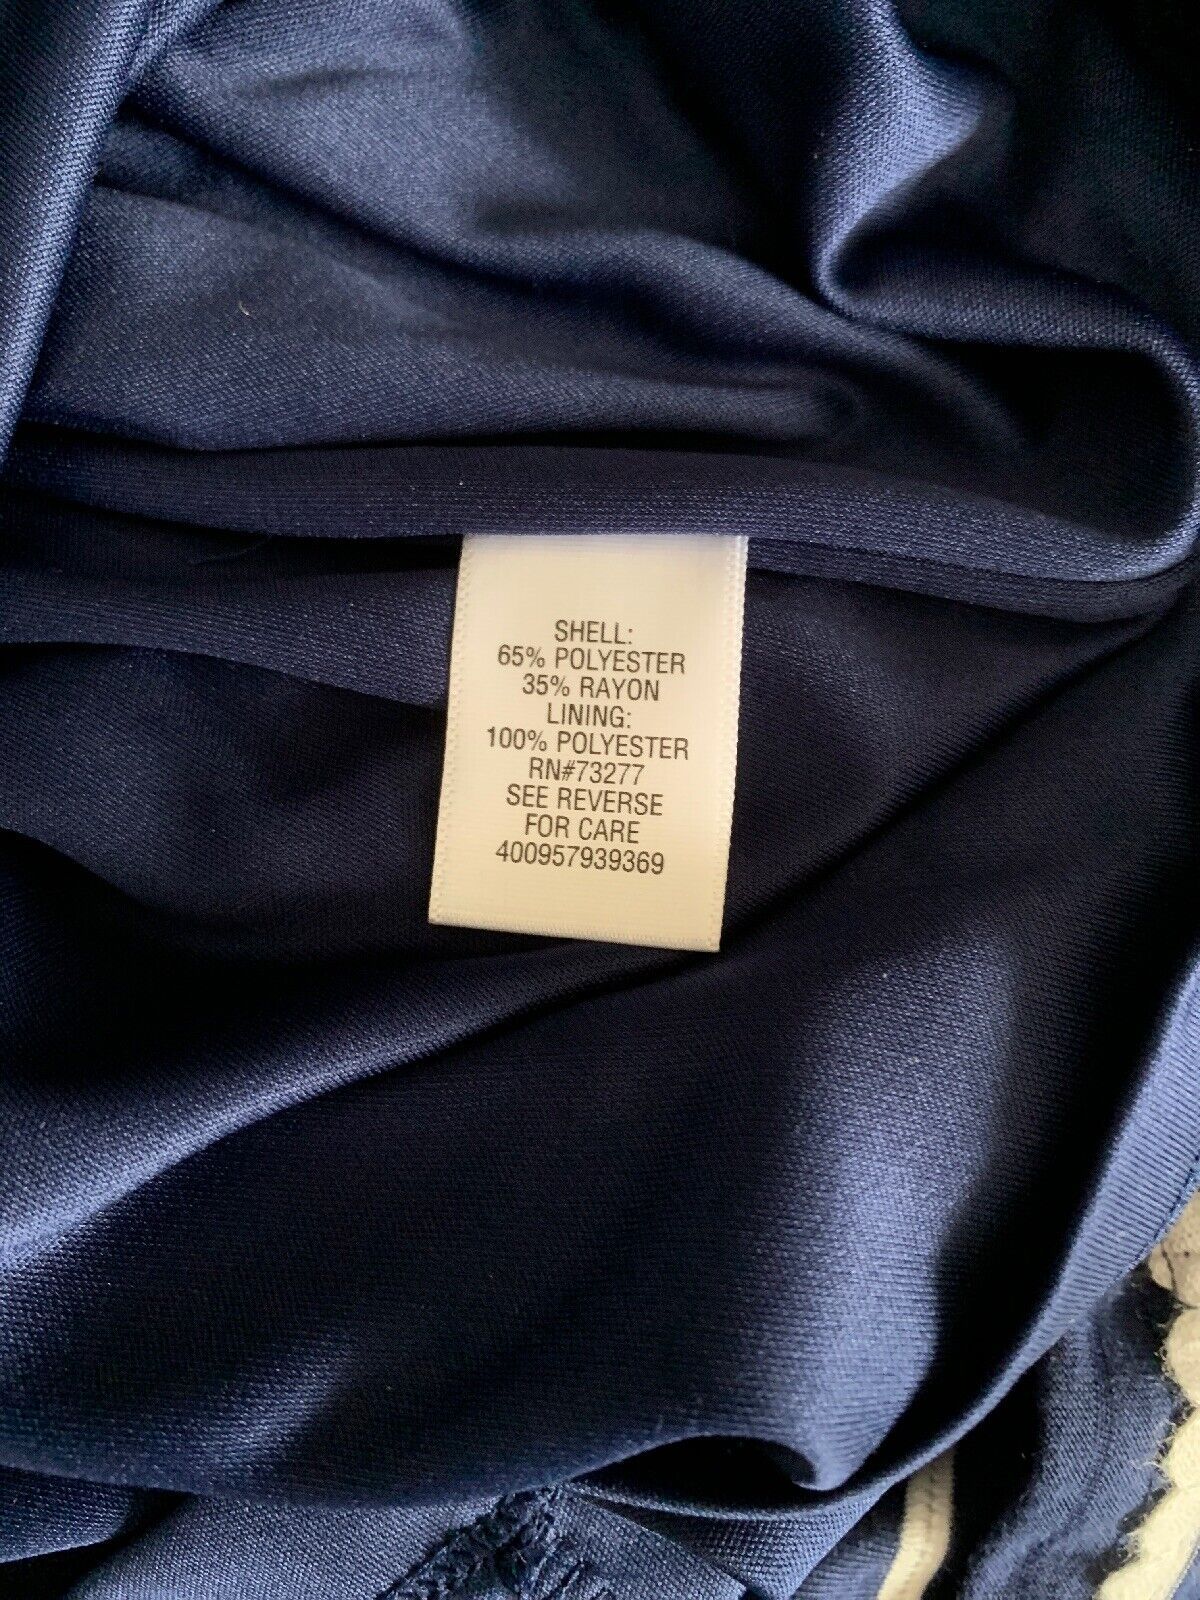 SHELL:
65% POLYESTER
35% RAYON
LINING:
100% POLYESTER
RN#73277
SEE REVERSE
FOR CARE
400957939369